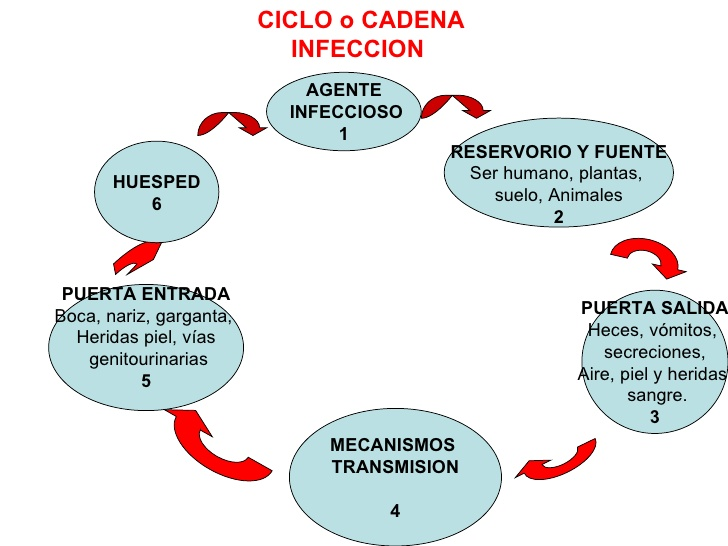 CICLO o CADENA
INFECCION
AGENTE
INFECCIOSO
1
RESERVORIO Y FUENTE
Ser humano, plantas,
suelo, Animales
2
PUERTA SALIDA
Heces, vómitos,
secreciones,
Aire, piel y heridas
sangre.
3
MECANISMOS
TRANSMISION
4
PUERTA ENTRADA
Boca, nariz, garganta,
Heridas piel, vías
genitourinarias
5
HUESPED
6